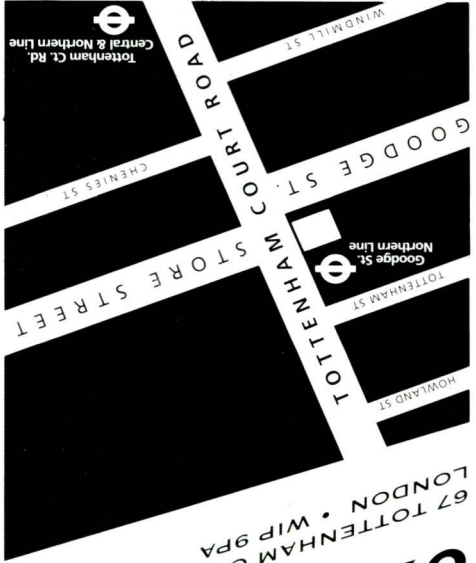 67 TOTTENHAM
LONDON • WIP 9PA
HOWLAND ST
TOTTENHAM ST
Goodge St.
Northern Line
TOTTENHAM COURT ROAD
STORE STREET
GOODGE ST.
CHENIES ST.
WINDMILL ST
Tottenham Ct. Rd.
Central & Northern Line